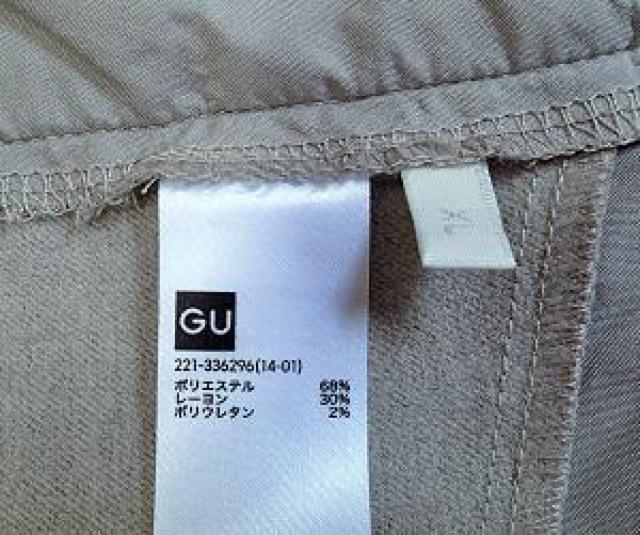 XL
GU
221-336296(14-01)
ポリエステル 68%
レーヨン 30%
ポリウレタン 2%